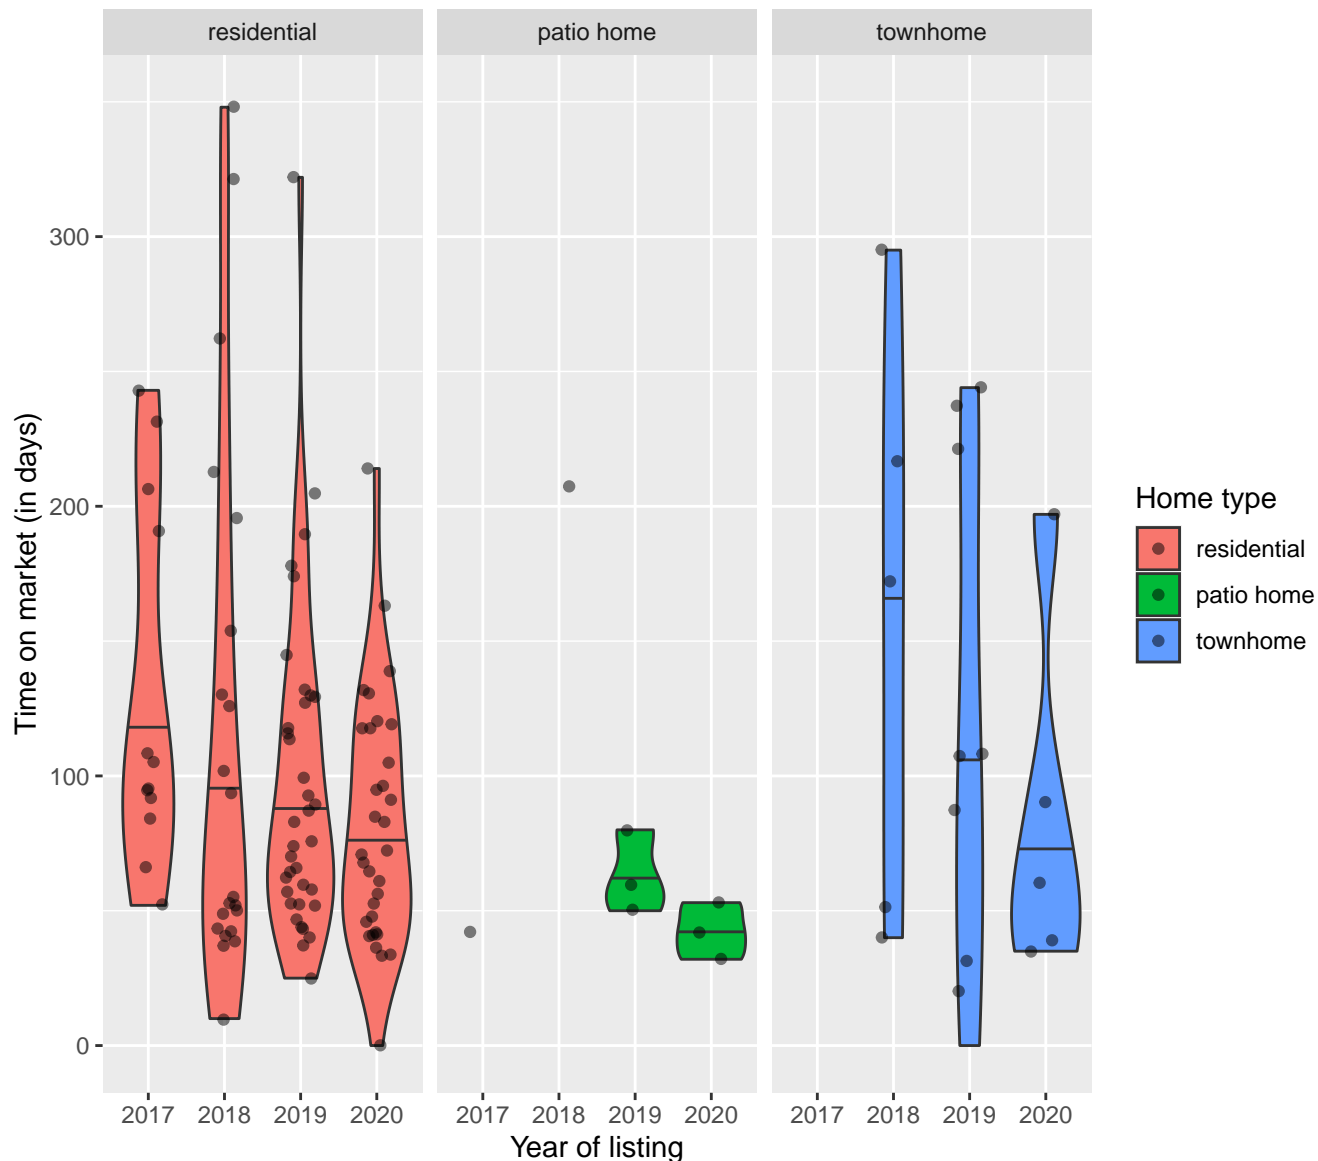 residential patio home townhome
300
200
100
0
Time on market (in days)
2017 2018 2019 2020 2017 2018 2019 2020 2017 2018 2019 2020
Year of listing
Home type
residential
patio home
townhome